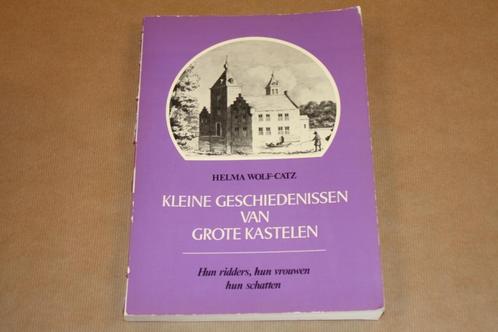 HELMA WOLF-CATZ
KLEINE GESCHIEDENISSEN
VAN
GROTE KASTELEN
Hun ridders, hun vrouwen
hun schatten